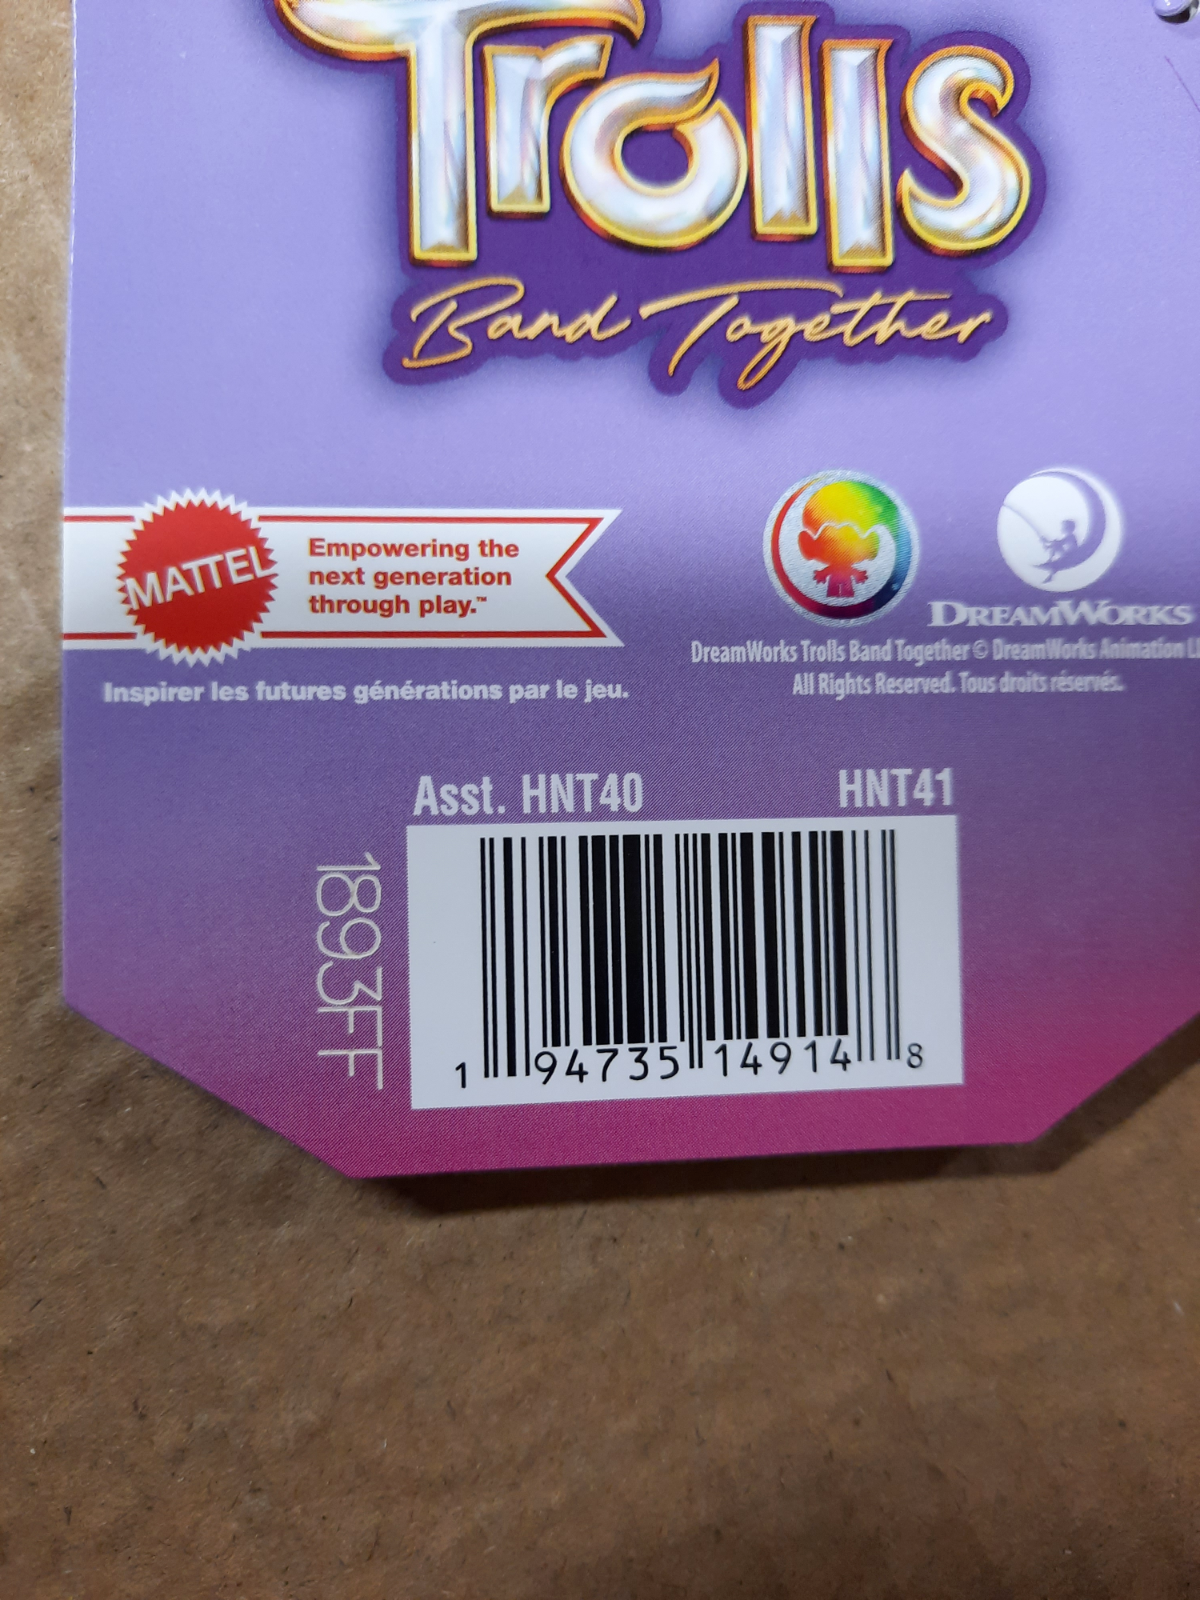 Trolls
Band Together
MATTEL
Empowering the
next generation
through play.™
Inspirer les futures générations par le jeu.
DREAMWORKS
DreamWorks Trolls Band Together © DreamWorks Animation
All Rights Reserved. Tous droits réservés.
Asst. HNT40 HNT41
1893FF
1 94735 14914 8